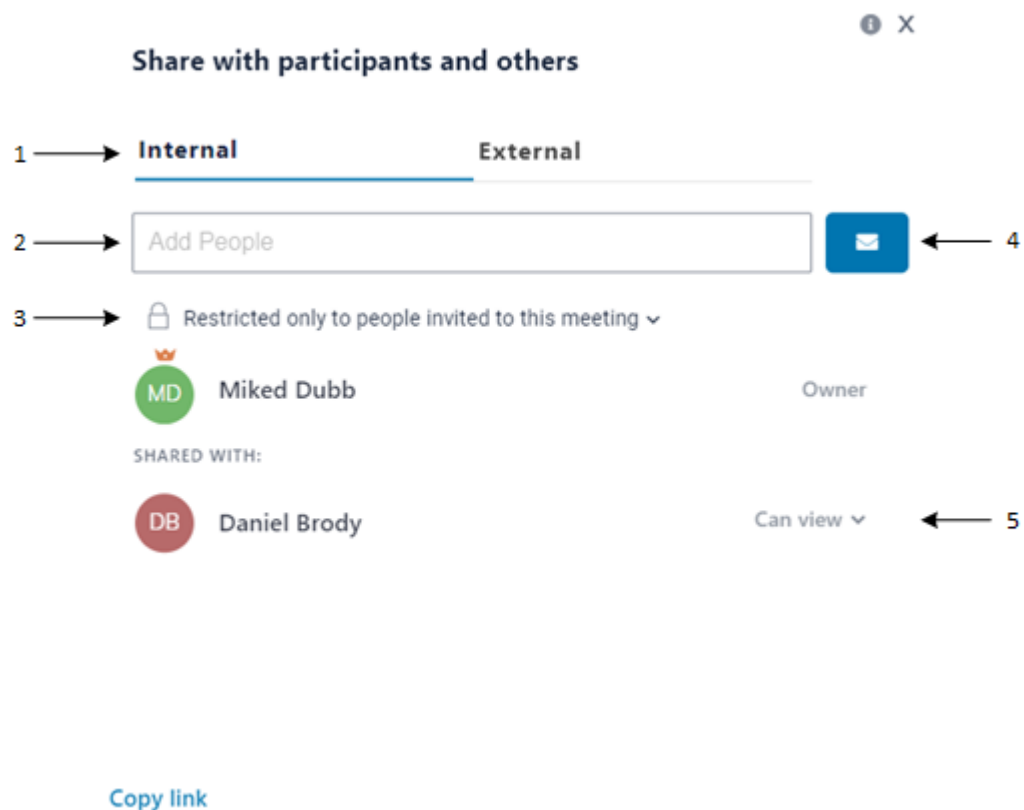 X
Share with participants and others
1 Internal External
2 Add People 4
3 Restricted only to people invited to this meeting
MD Miked Dubb Owner
SHARED WITH:
DB Daniel Brody Can view 5
Copy link